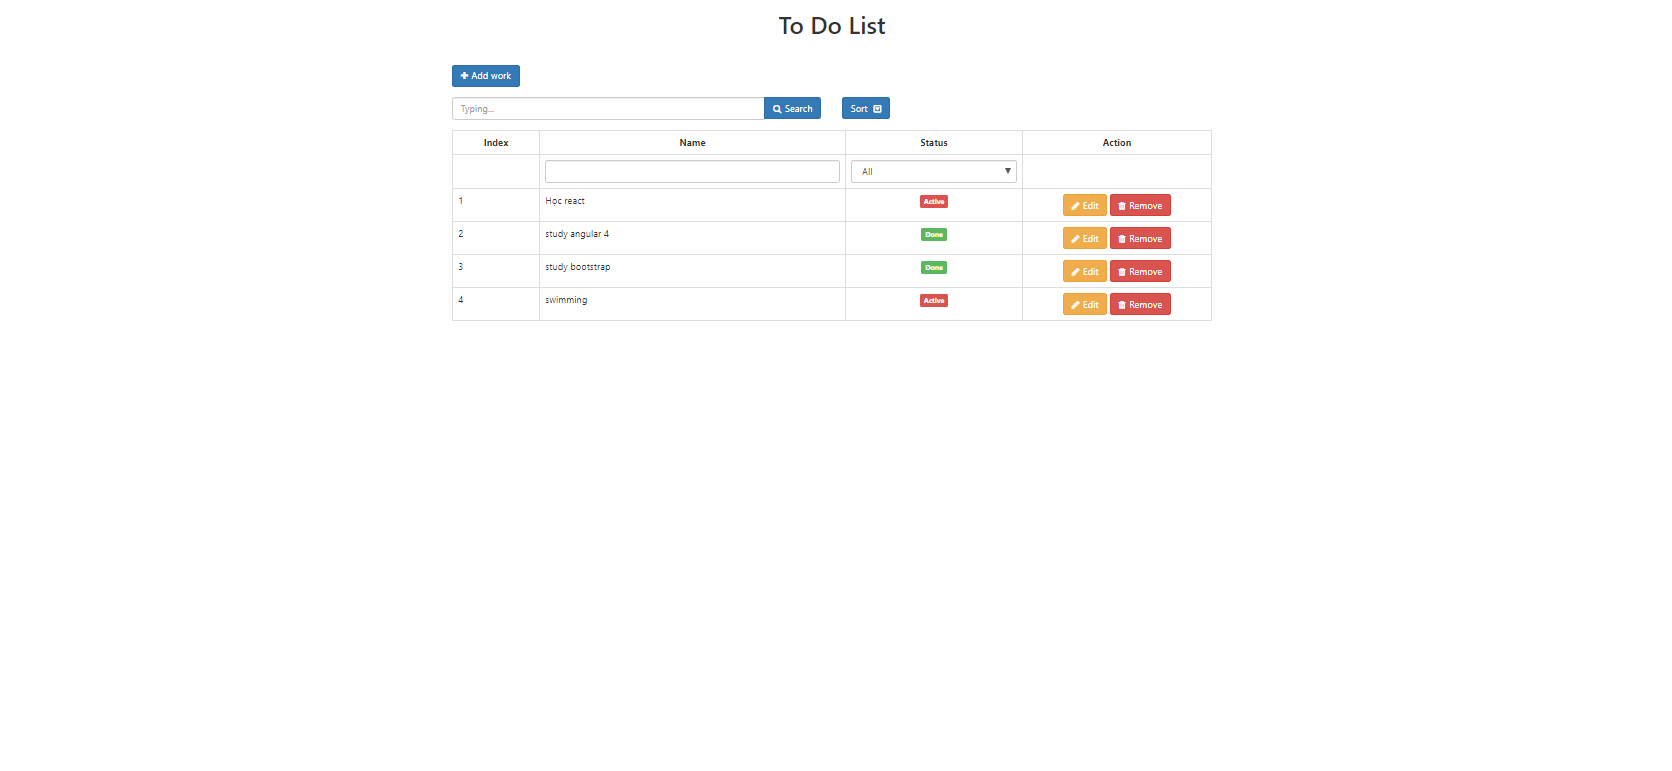 To Do List
Add work
Typing... Search Sort
Index Name Status Action
All
1 Học react Active Edit Remove
2 study angular 4 Done Edit Remove
3 study bootstrap Done Edit Remove
4 swimming Active Edit Remove